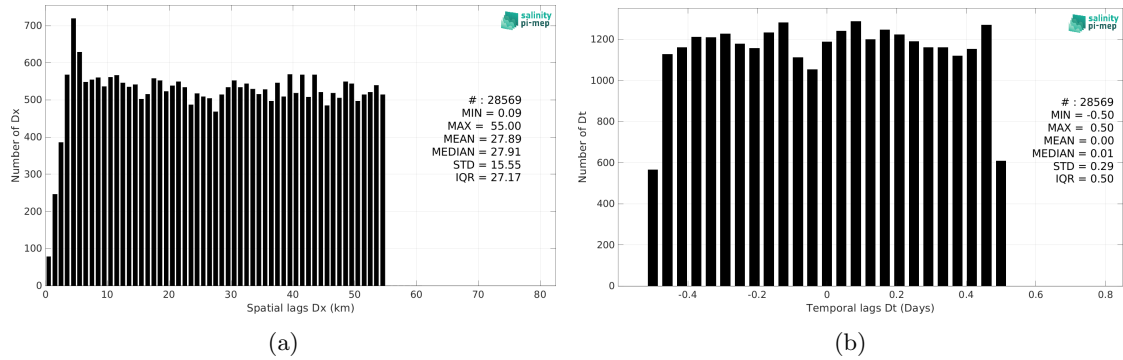 salinity
pi-mep
700
600
500
400
300
200
100
0
Number of Dx
# : 28569
MIN = 0.09
MAX = 55.00
MEAN = 27.89
MEDIAN = 27.91
STD = 15.55
IQR = 27.17
0 10 20 30 40 50 60 70 80
Spatial lags Dx (km)
(a)
salinity
pi-mep
1200
1000
800
600
400
200
0
Number of Dt
# : 28569
MIN = -0.50
MAX = 0.50
MEAN = 0.00
MEDIAN = 0.01
STD = 0.29
IQR = 0.50
-0.4 -0.2 0 0.2 0.4 0.6 0.8
Temporal lags Dt (Days)
(b)